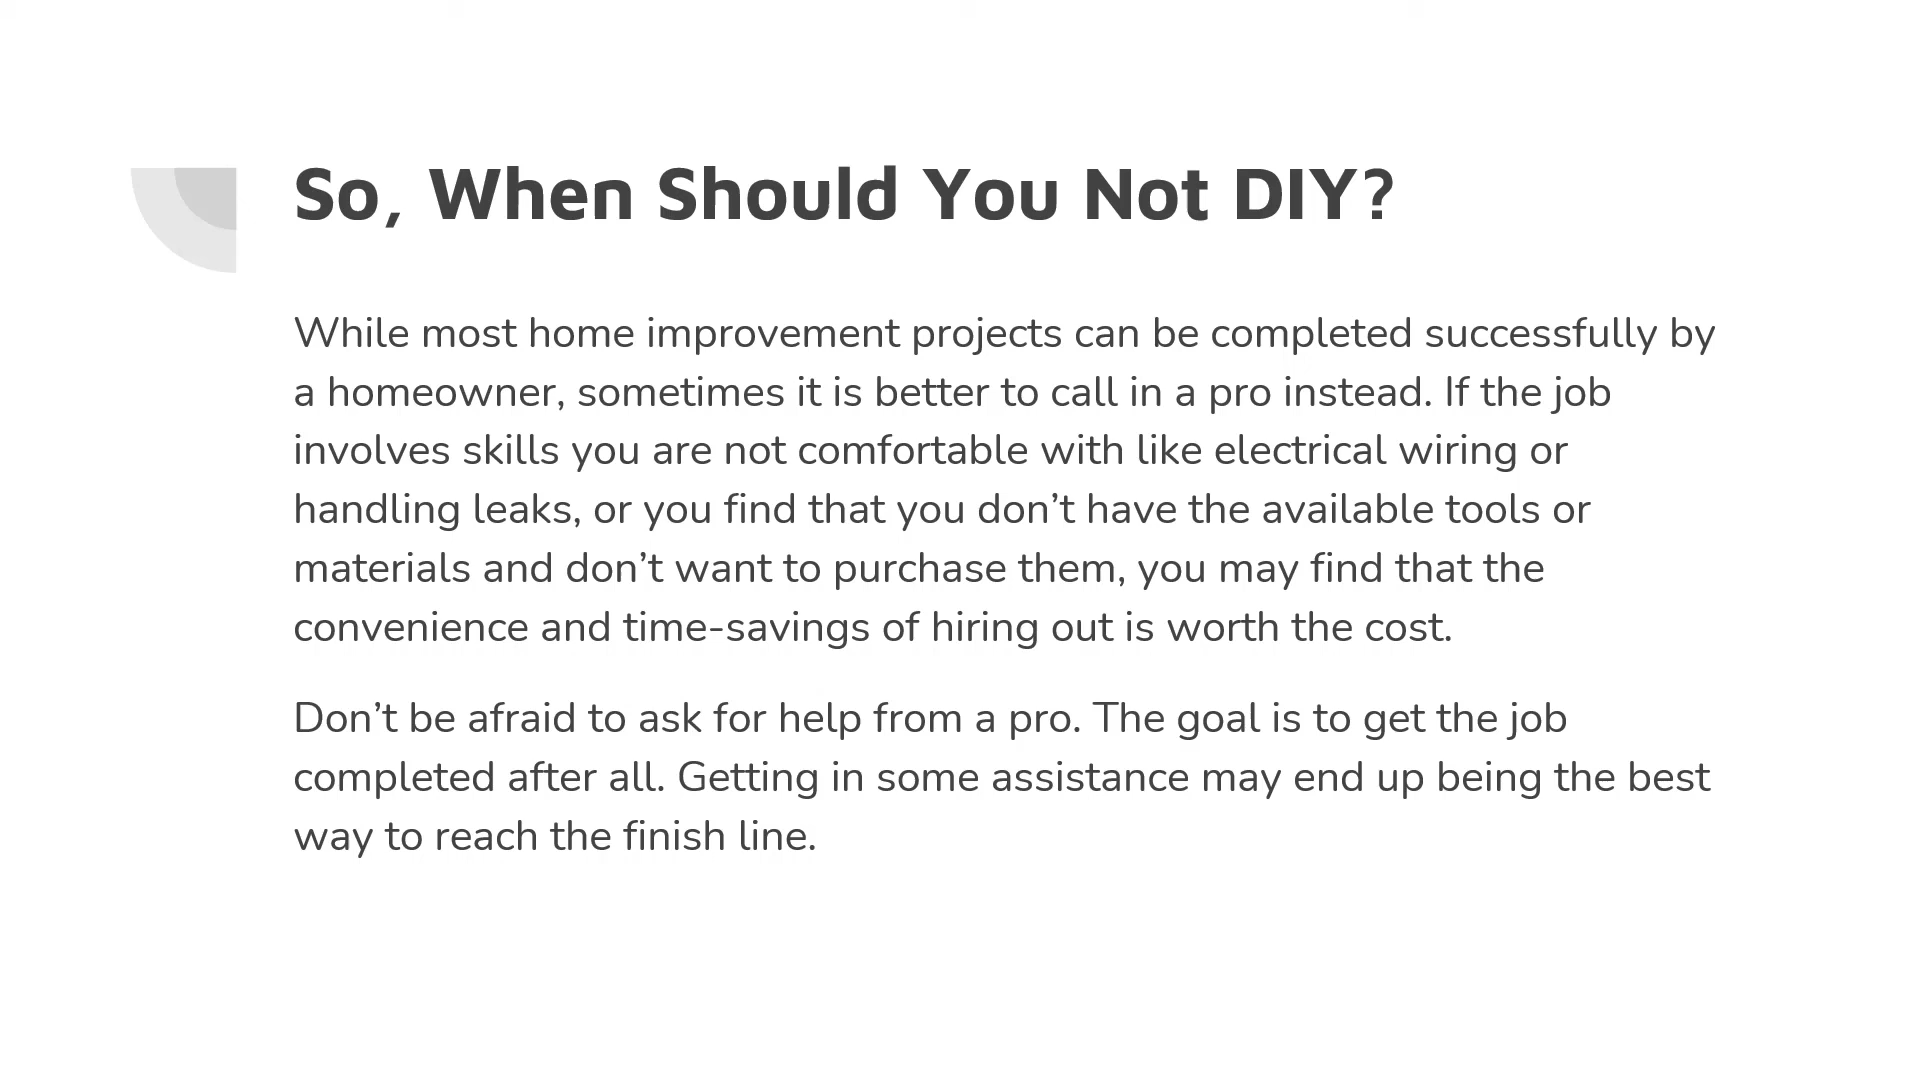 So, When Should You Not DIY?
While most home improvement projects can be completed successfully by
a homeowner, sometimes it is better to call in a pro instead. If the job
involves skills you are not comfortable with like electrical wiring or
handling leaks, or you find that you don’t have the available tools or
materials and don’t want to purchase them, you may find that the
convenience and time-savings of hiring out is worth the cost.
Don’t be afraid to ask for help from a pro. The goal is to get the job
completed after all. Getting in some assistance may end up being the best
way to reach the finish line.